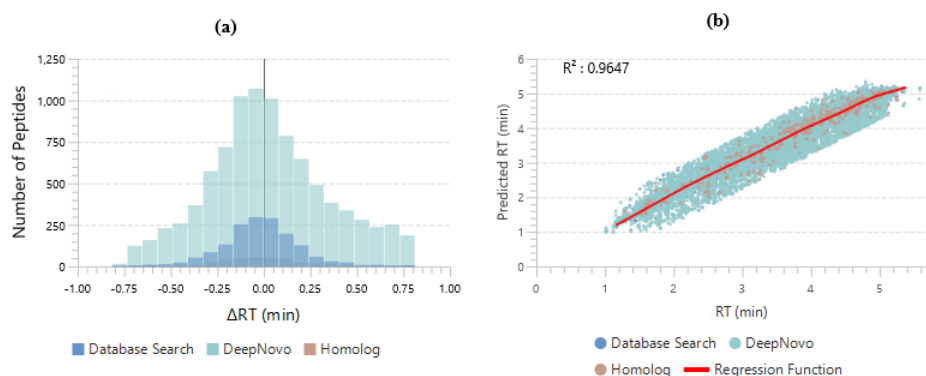 (a)
Number of Peptides
1,250
1,000
750
500
250
0
-1.00
-0.75
-0.50
-0.25
0.00
0.25
0.50
0.75
1.00
ΔRT (min)
Database Search
DeepNovo
Homolog
(b)
R² : 0.9647
Predicted RT (min)
6
5
4
3
2
1
0
0
1
2
3
4
5
RT (min)
Database Search
DeepNovo
Homolog
Regression Function